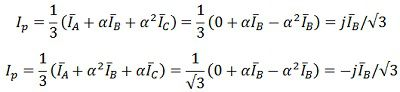 I_p = 1/3 (Ī_A + αĪ_B + α²Ī_C) = 1/3 (0 + αĪ_B − α²Ī_B) = jĪ_B/√3
I_p = 1/3 (Ī_A + α²Ī_B + αĪ_C) = 1/√3 (0 + αĪ_B − α²Ī_B) = −jĪ_B/√3